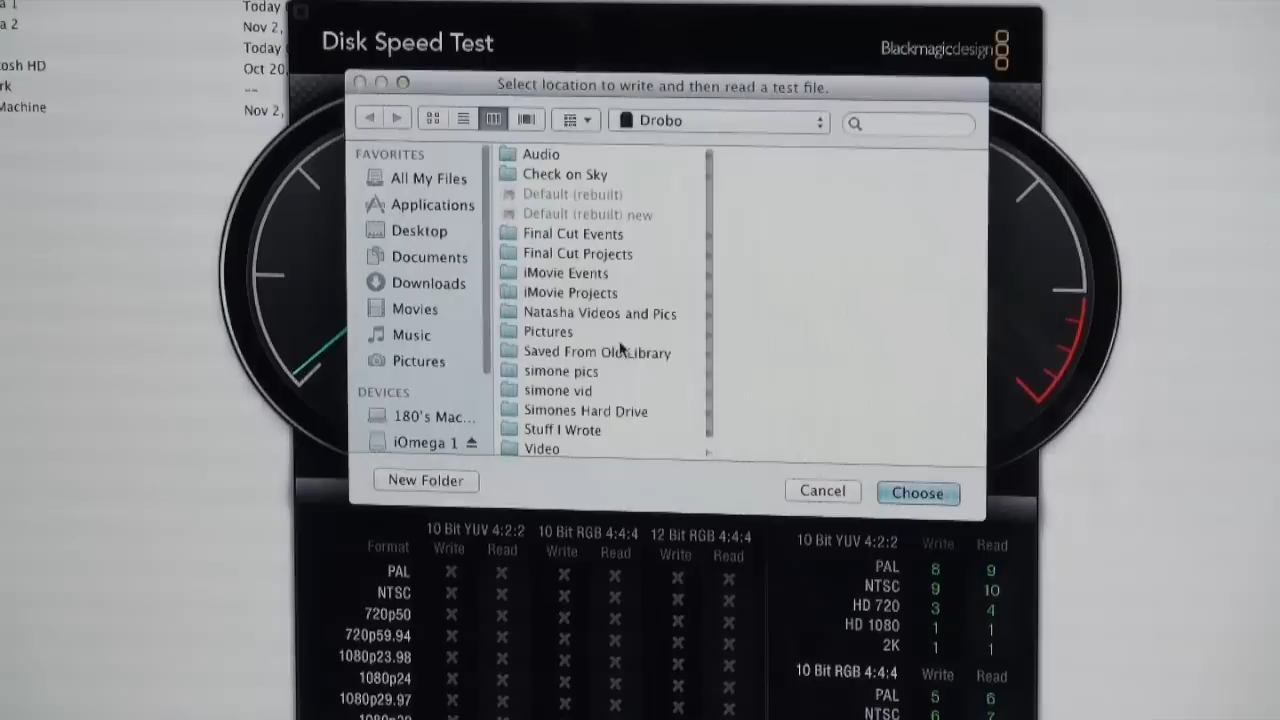 a 1
a 2
osh HD
rk
Machine
Today
Nov 2,
Today
Oct 20,
--
Nov 2,
Disk Speed Test
Blackmagicdesign
Select location to write and then read a test file.
Drobo
FAVORITES
All My Files
Applications
Desktop
Documents
Downloads
Movies
Music
Pictures
DEVICES
180's Mac...
iOmega 1
Audio
Check on Sky
Default (rebuilt)
Default (rebuilt) new
Final Cut Events
Final Cut Projects
iMovie Events
iMovie Projects
Natasha Videos and Pics
Pictures
Saved From Old Library
simone pics
simone vid
Simones Hard Drive
Stuff I Wrote
Video
New Folder
Cancel
Choose
10 Bit YUV 4:2:2 10 Bit RGB 4:4:4 12 Bit RGB 4:4:4
Format Write Read Write Read Write Read
PAL
NTSC
720p50
720p59.94
1080p23.98
1080p24
1080p29.97
1080p30
10 Bit YUV 4:2:2 Write Read
PAL 8 9
NTSC 9 10
HD 720 3 4
HD 1080 1 1
2K 1 1
10 Bit RGB 4:4:4 Write Read
PAL 5 6
NTSC 6 7